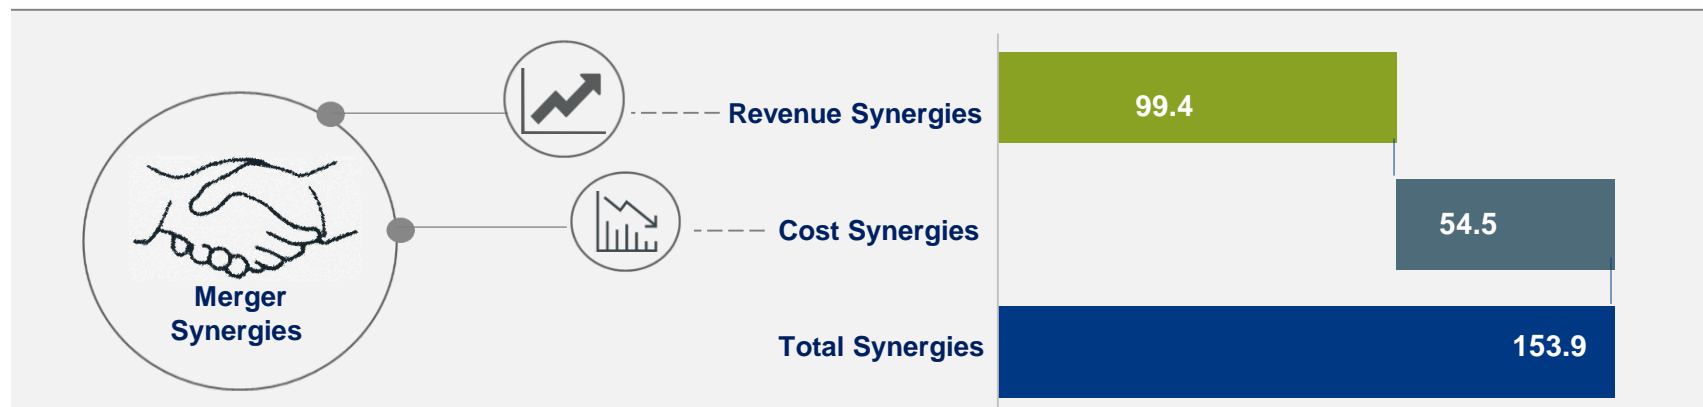 Merger
Synergies
Revenue Synergies
99.4
Cost Synergies
54.5
Total Synergies
153.9